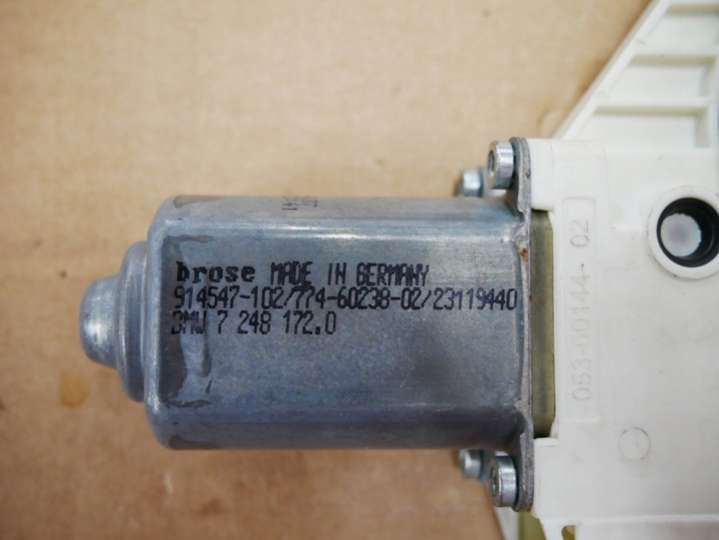 brose MADE IN GERMANY
914547-102/774-60238-02/23119440
BMW 7 248 172.0
053-00144-02